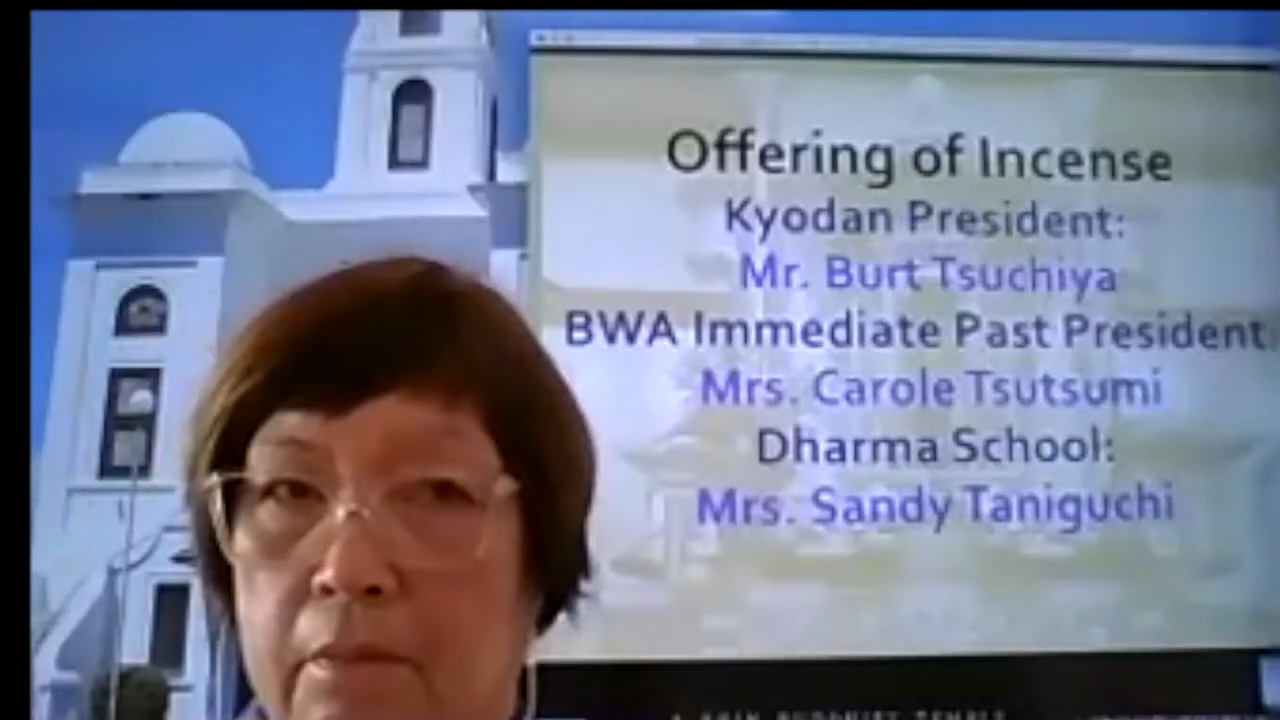 Offering of Incense
Kyodan President:
Mr. Burt Tsuchiya
BWA Immediate Past President:
Mrs. Carole Tsutsumi
Dharma School:
Mrs. Sandy Taniguchi